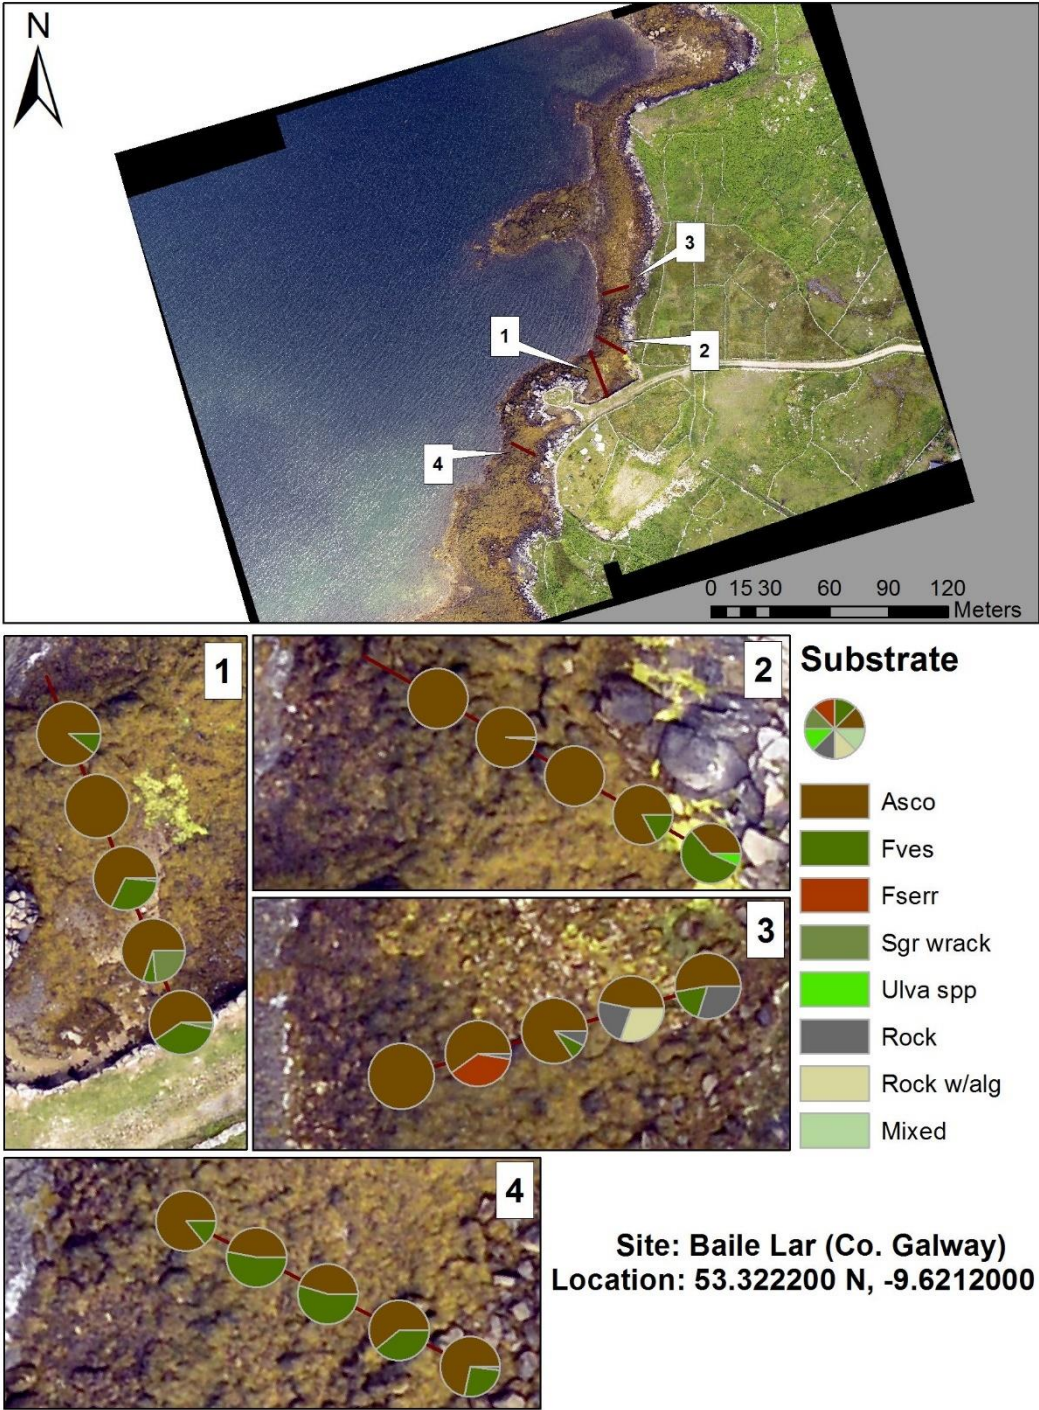 N
3
1
2
4
0 15 30 60 90 120
Meters
1
2
3
4
Substrate
Asco
Fves
Fserr
Sgr wrack
Ulva spp
Rock
Rock w/alg
Mixed
Site: Baile Lar (Co. Galway)
Location: 53.322200 N, -9.6212000